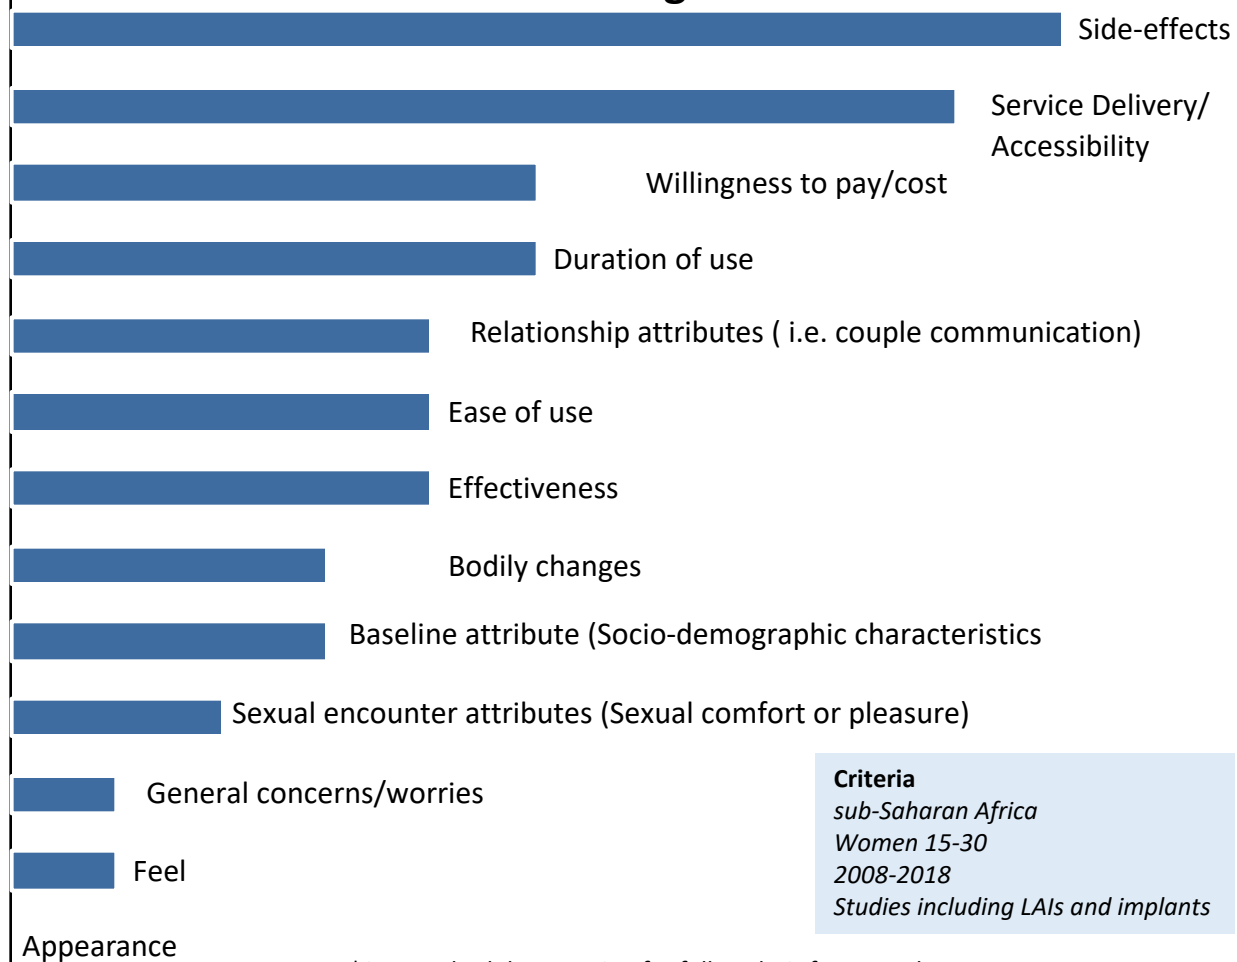 Side-effects
Service Delivery/
Accessibility
Willingness to pay/cost
Duration of use
Relationship attributes ( i.e. couple communication)
Ease of use
Effectiveness
Bodily changes
Baseline attribute (Socio-demographic characteristics
Sexual encounter attributes (Sexual comfort or pleasure)
General concerns/worries
Feel
Appearance
Criteria
sub-Saharan Africa
Women 15-30
2008-2018
Studies including LAIs and implants